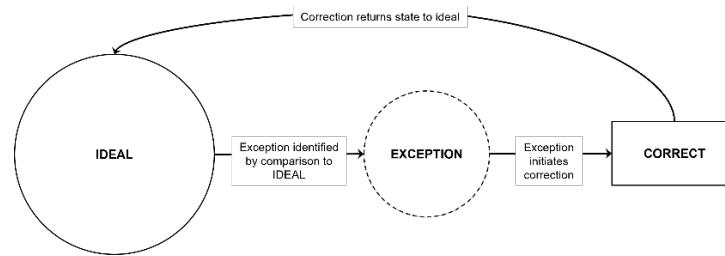 Correction returns state to ideal
IDEAL
Exception identified
by comparison to
IDEAL
EXCEPTION
Exception
initiates
correction
CORRECT